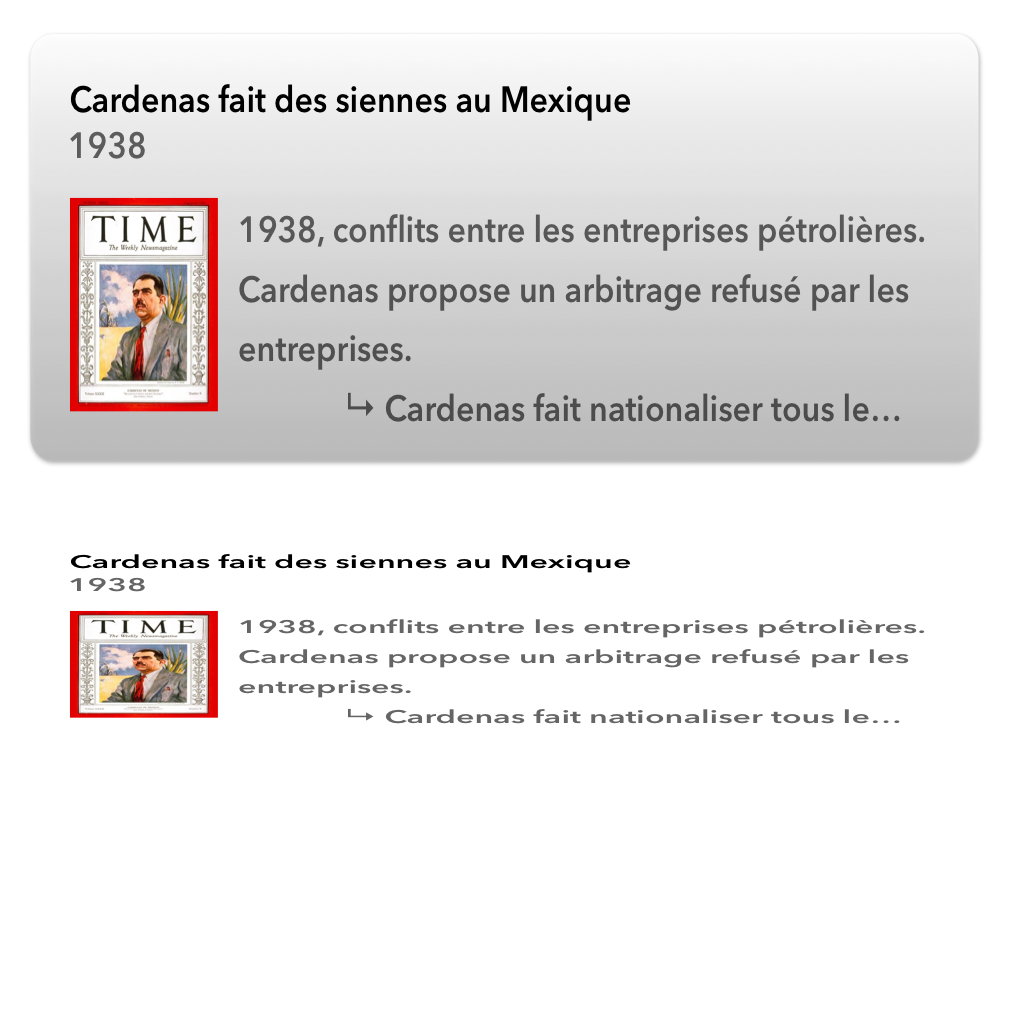 Cardenas fait des siennes au Mexique
1938
TIME
The Weekly Newsmagazine
1938, conflits entre les entreprises pétrolières.
Cardenas propose un arbitrage refusé par les
entreprises.
↳ Cardenas fait nationaliser tous le…
Cardenas fait des siennes au Mexique
1938
TIME
The Weekly Newsmagazine
1938, conflits entre les entreprises pétrolières.
Cardenas propose un arbitrage refusé par les
entreprises.
↳ Cardenas fait nationaliser tous le…